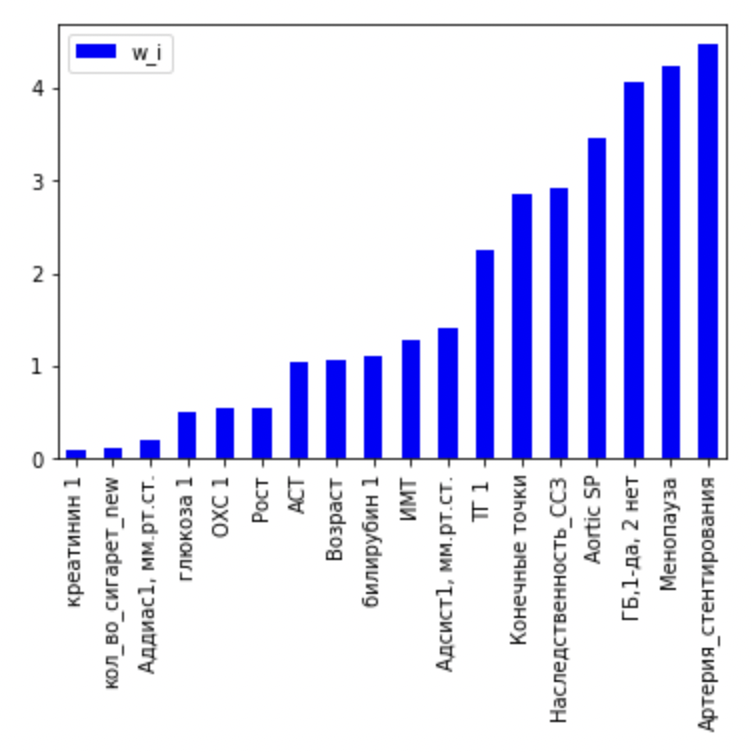 w_i
4
3
2
1
0
креатинин 1
кол_во_сигарет_new
Аддиас1, мм.рт.ст.
глюкоза 1
ОХС 1
Рост
АСТ
Возраст
билирубин 1
ИМТ
Адсист1, мм.рт.ст.
ТГ 1
Конечные точки
Наследственность_ССЗ
Aortic SP
ГБ,1-да, 2 нет
Менопауза
Артерия_стентирования